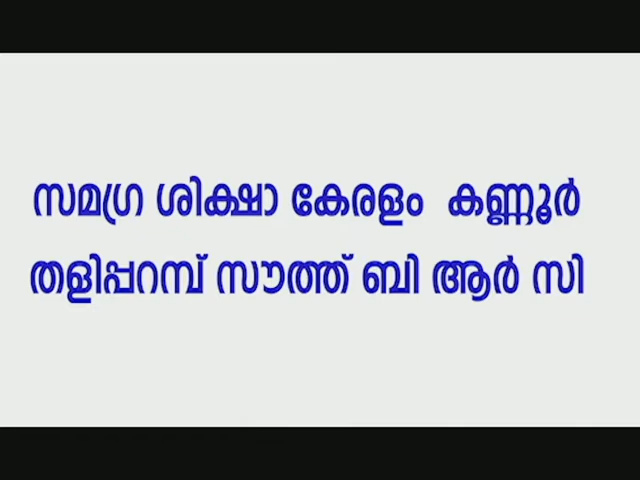 സമഗ്ര ശിക്ഷാ കേരളം കണ്ണൂർ
തളിപ്പറമ്പ് സൗത്ത് ബി ആർ സി